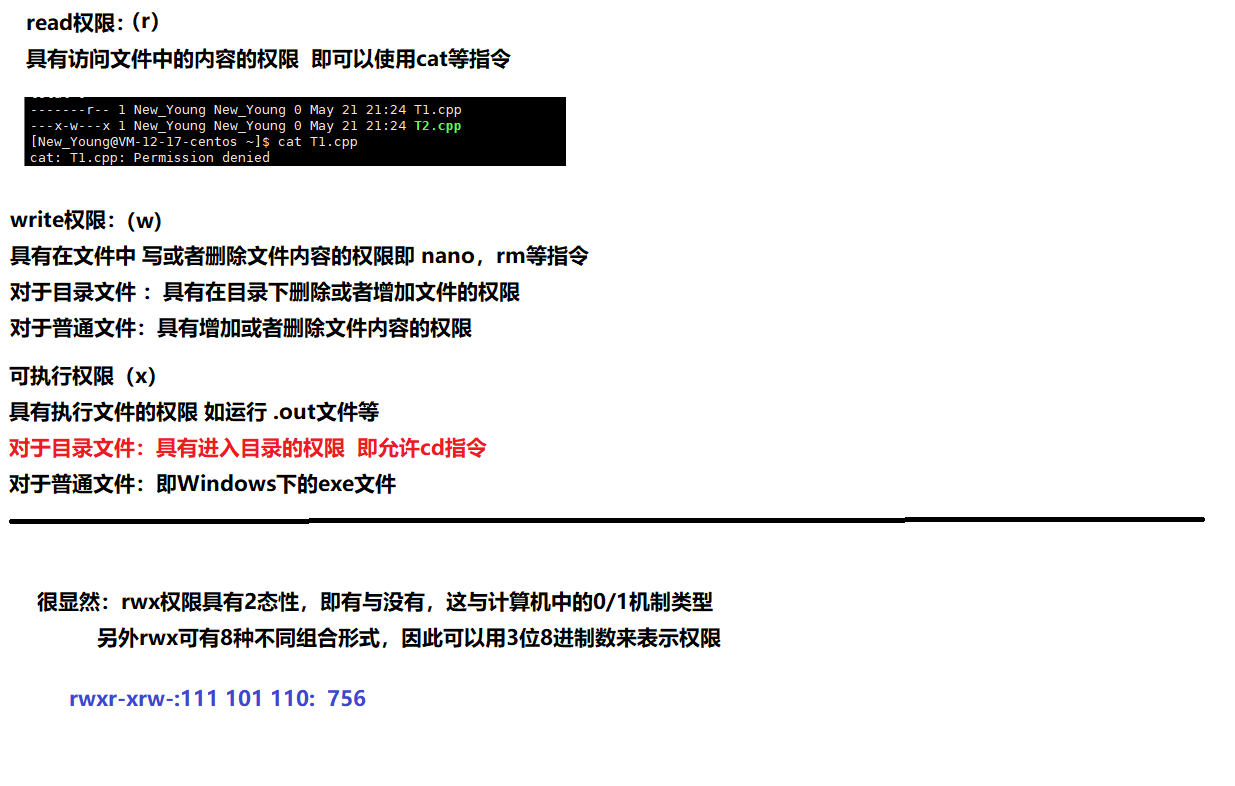 read权限：（r）
具有访问文件中的内容的权限  即可以使用cat等指令
-------r-- 1 New_Young New_Young 0 May 21 21:24 T1.cpp
---x-w---x 1 New_Young New_Young 0 May 21 21:24 T2.cpp
[New_Young@VM-12-17-centos ~]$ cat T1.cpp
cat: T1.cpp: Permission denied
write权限：（w）
具有在文件中 写或者删除文件内容的权限即 nano，rm等指令
对于目录文件 ：具有在目录下删除或者增加文件的权限
对于普通文件：具有增加或者删除文件内容的权限
可执行权限（x）
具有执行文件的权限 如运行 .out文件等
对于目录文件：具有进入目录的权限  即允许cd指令
对于普通文件：即Windows下的exe文件
很显然：rwx权限具有2态性，即有与没有，这与计算机中的0/1机制类型
另外rwx可有8种不同组合形式，因此可以用3位8进制数来表示权限
rwxr-xrw-:111 101 110:  756